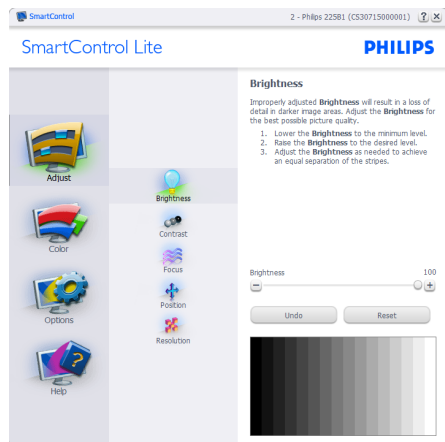 SmartControl
2 - Philips 225B1 (CS30715000001)
SmartControl Lite
PHILIPS
Adjust
Color
Options
Help
Brightness
Contrast
Focus
Position
Resolution
Brightness
Improperly adjusted Brightness will result in a loss of
detail in darker image areas. Adjust the Brightness for
the best possible picture quality.
1. Lower the Brightness to the minimum level.
2. Raise the Brightness to the desired level.
3. Adjust the Brightness as needed to achieve
an equal separation of the stripes.
Brightness 100
Undo Reset